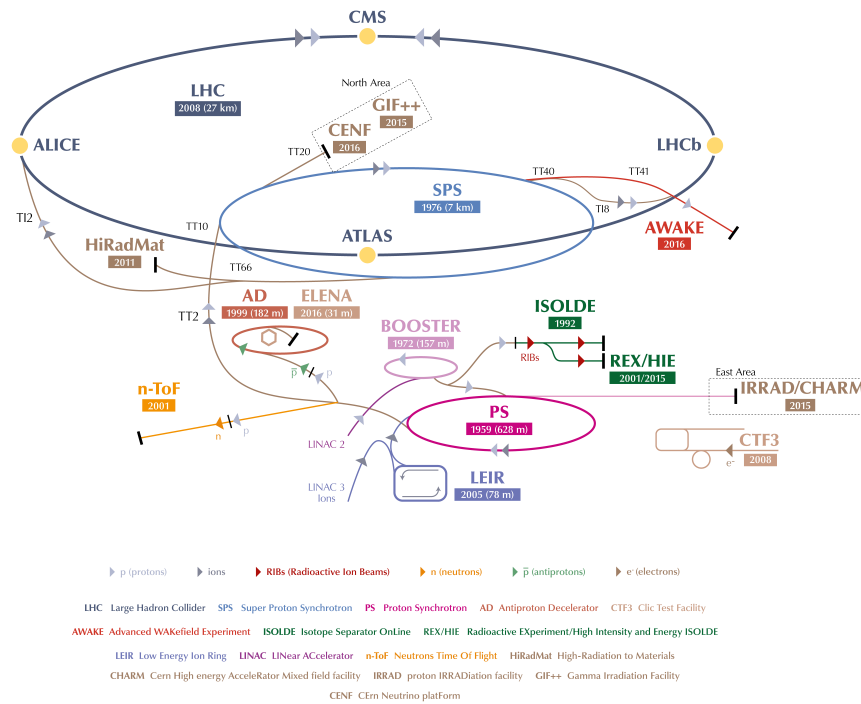 CMS
LHC
2008 (27 km)
North Area
GIF++
2015
CENF
2016
ALICE
LHCb
TT20
TT40
TT41
SPS
1976 (7 km)
TI8
TI2
TT10
ATLAS
AWAKE
2016
HiRadMat
2011
TT66
AD
1999 (182 m)
ELENA
2016 (31 m)
TT2
ISOLDE
1992
BOOSTER
1972 (157 m)
RIBs
REX/HIE
2001/2015
p̅
p
East Area
IRRAD/CHARM
2015
n-ToF
2001
PS
1959 (628 m)
n
p
LINAC 2
CTF3
2008
e-
LEIR
2005 (78 m)
LINAC 3
Ions
p (protons) ions RIBs (Radioactive Ion Beams) n (neutrons) p̅ (antiprotons) e- (electrons)
LHC Large Hadron Collider SPS Super Proton Synchrotron PS Proton Synchrotron AD Antiproton Decelerator CTF3 Clic Test Facility
AWAKE Advanced WAKefield Experiment ISOLDE Isotope Separator OnLine REX/HIE Radioactive EXperiment/High Intensity and Energy ISOLDE
LEIR Low Energy Ion Ring LINAC LINear ACcelerator n-ToF Neutrons Time Of Flight HiRadMat High-Radiation to Materials
CHARM Cern High energy AcceleRator Mixed field facility IRRAD proton IRRADiation facility GIF++ Gamma Irradiation Facility
CENF CErn Neutrino platForm